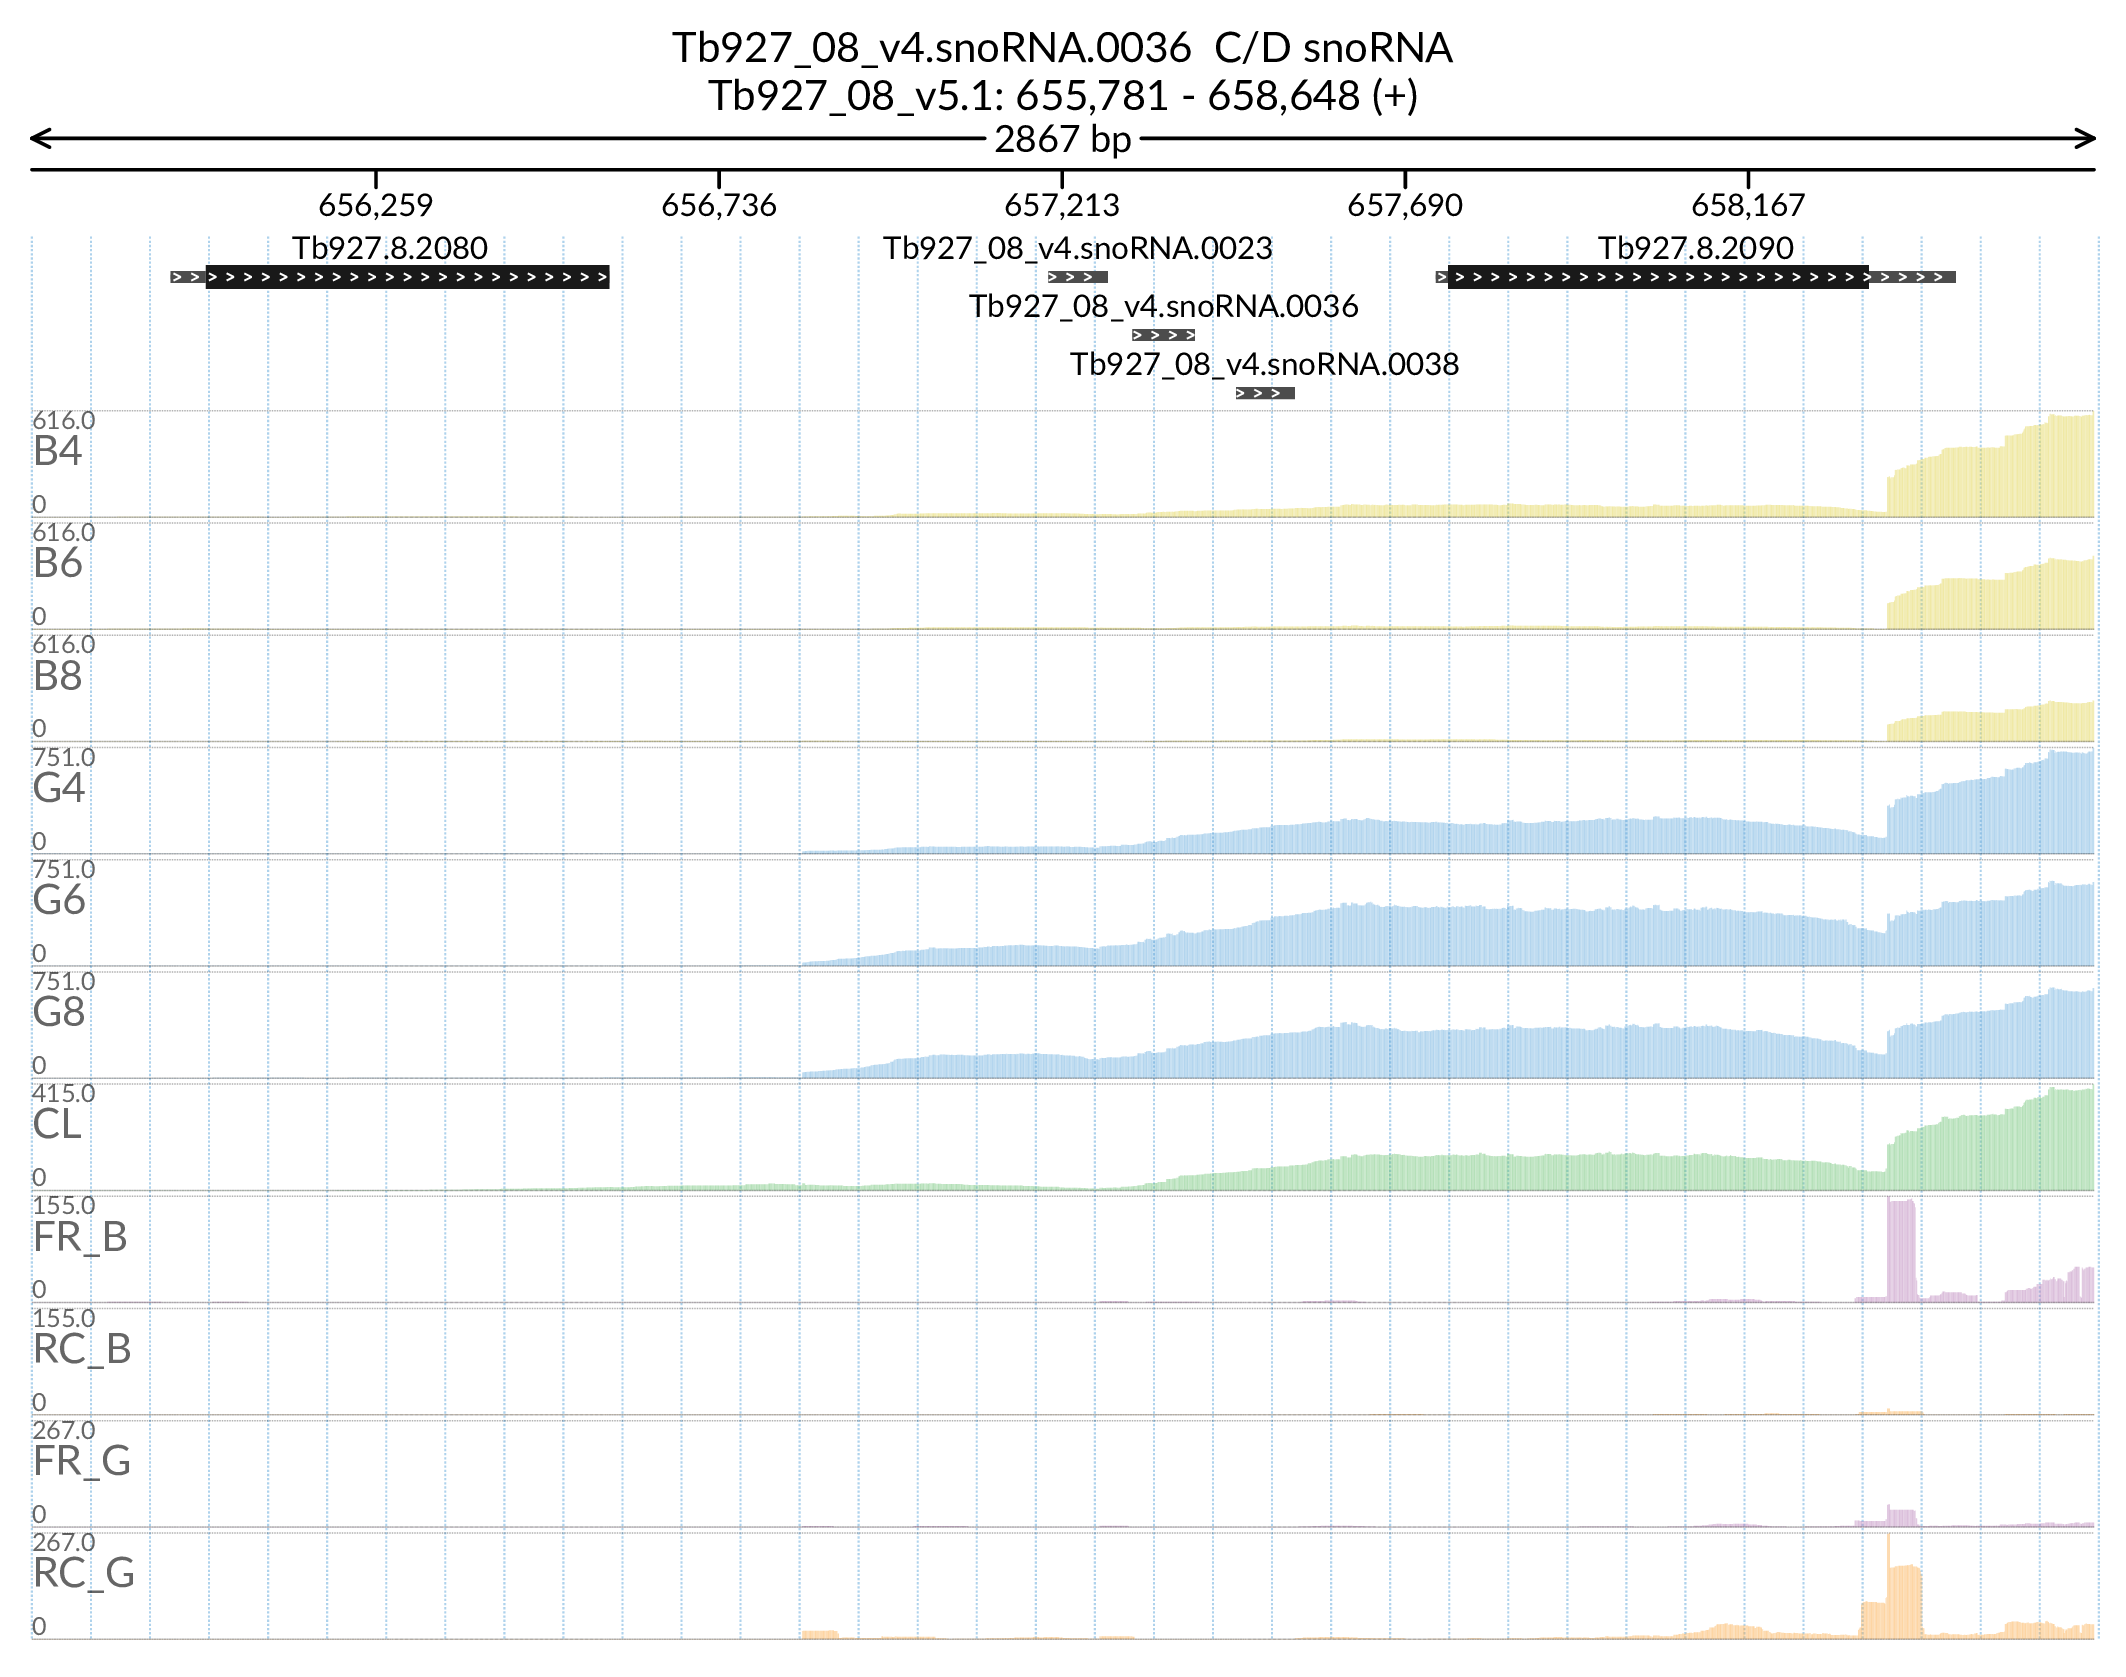 Tb927_08_v4.snoRNA.0036 C/D snoRNA
Tb927_08_v5.1: 655,781 - 658,648 (+)
2867 bp
656,259 656,736 657,213 657,690 658,167
Tb927.8.2080 Tb927_08_v4.snoRNA.0023 Tb927.8.2090
Tb927_08_v4.snoRNA.0036
Tb927_08_v4.snoRNA.0038
616.0
B4
0
616.0
B6
0
616.0
B8
0
751.0
G4
0
751.0
G6
0
751.0
G8
0
415.0
CL
0
155.0
FR_B
0
155.0
RC_B
0
267.0
FR_G
0
267.0
RC_G
0